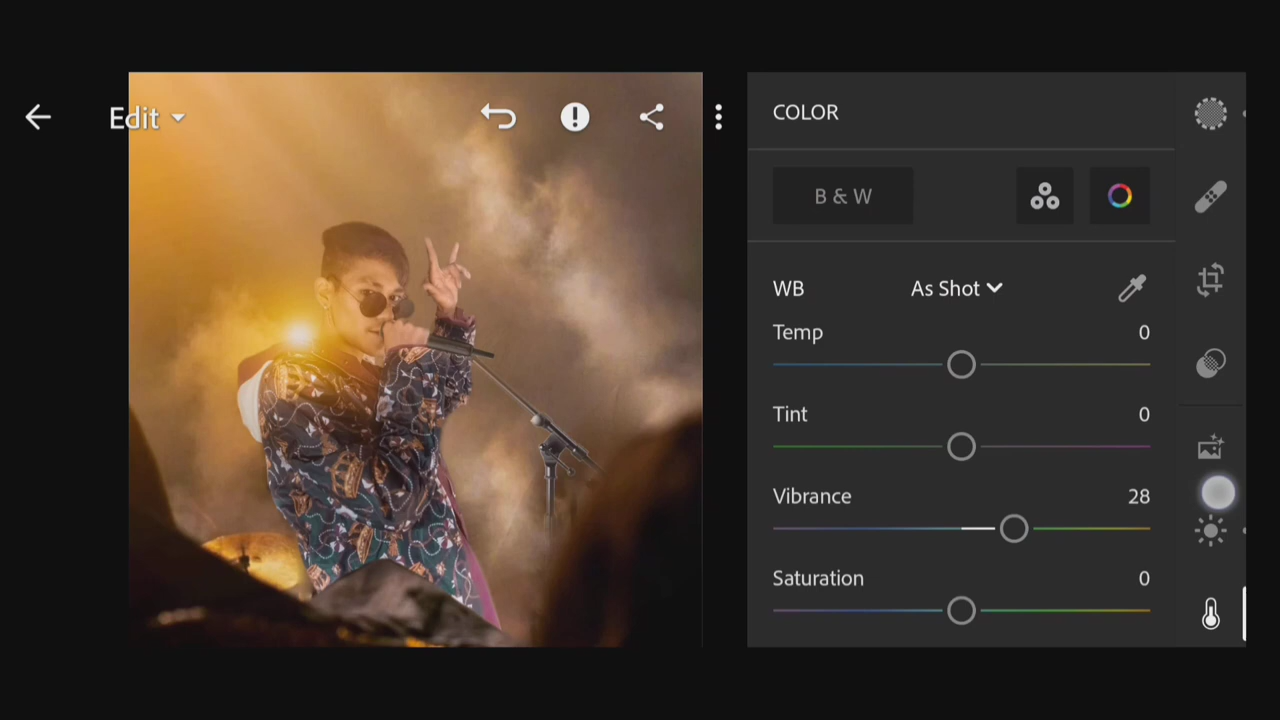 Edit
COLOR
B & W
WB As Shot
Temp 0
Tint 0
Vibrance 28
Saturation 0